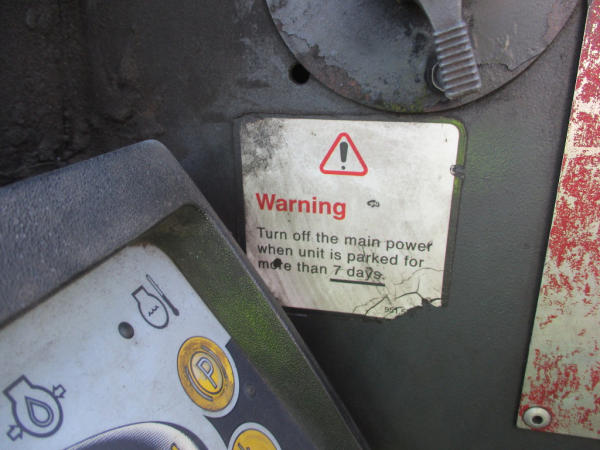 Warning
Turn off the main power
when unit is parked for
more than 7 days.
P